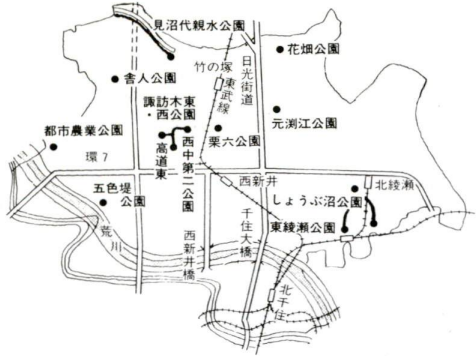 見沼代親水公園
花畑公園
日光街道
竹の塚
東武線
舎人公園
諏訪木東
・西公園
元渕江公園
都市農業公園
栗六公園
環7
高道東
西中第二公園
五色堤
公園
西新井
北綾瀬
しょうぶ沼公園
東綾瀬公園
荒川
西新井橋
千住大橋
北千住